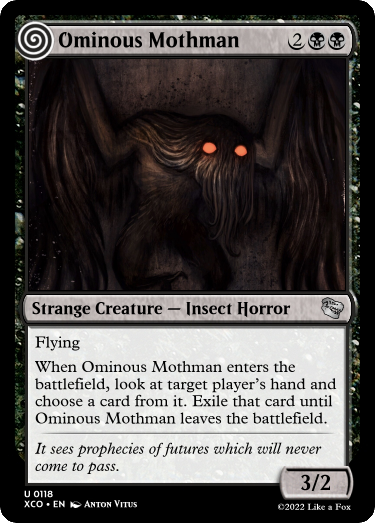 Ominous Mothman 2
Strange Creature — Insect Horror
Flying
When Ominous Mothman enters the
battlefield, look at target player's hand and
choose a card from it. Exile that card until
Ominous Mothman leaves the battlefield.
It sees prophecies of futures which will never
come to pass.
3/2
U 0118
XCO • EN Anton Vitus
©2022 Like a Fox